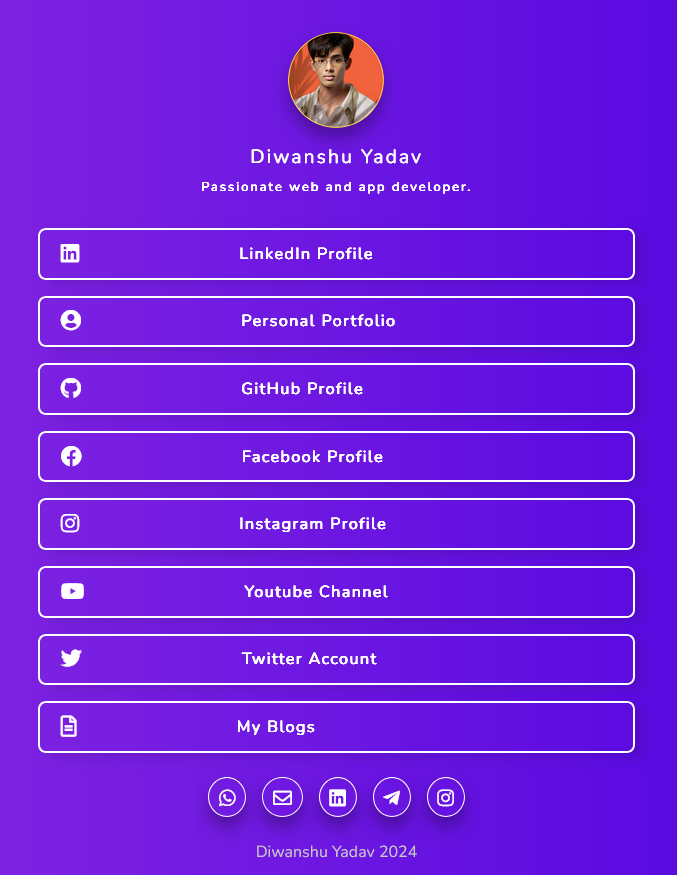 Diwanshu Yadav
Passionate web and app developer.
LinkedIn Profile
Personal Portfolio
GitHub Profile
Facebook Profile
Instagram Profile
Youtube Channel
Twitter Account
My Blogs
Diwanshu Yadav 2024